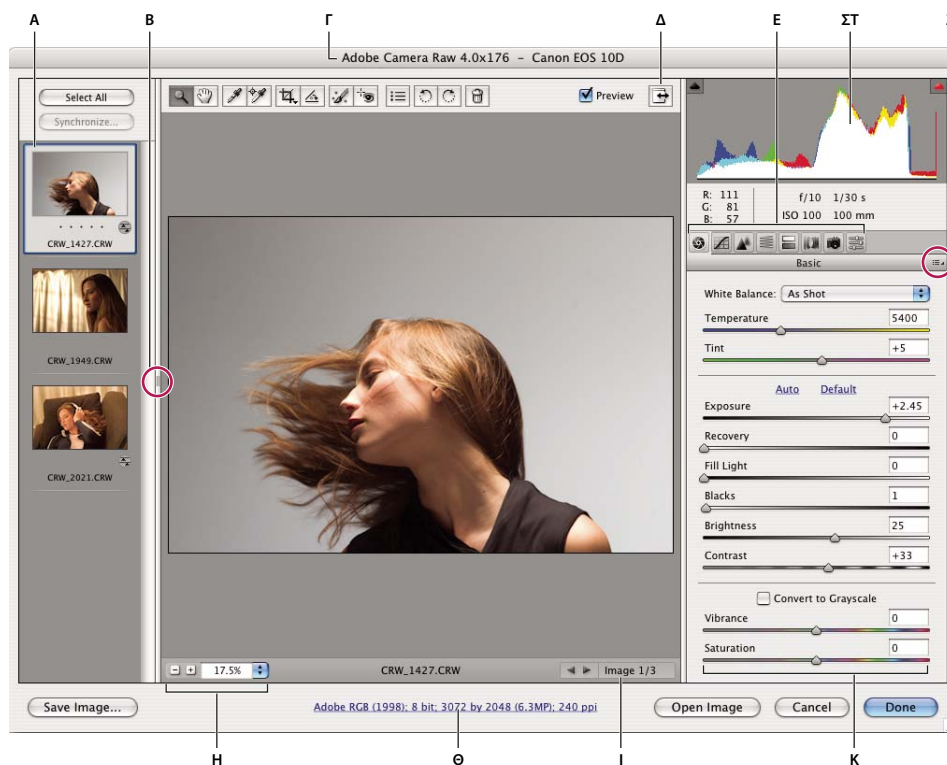 Α Β Γ Δ Ε ΣΤ
Adobe Camera Raw 4.0x176 – Canon EOS 10D
Select All
Synchronize...
Preview
CRW_1427.CRW
CRW_1949.CRW
CRW_2021.CRW
R: 111
G: 81
B: 57
f/10 1/30 s
ISO 100 100 mm
Basic
White Balance: As Shot
Temperature 5400
Tint +5
Auto Default
Exposure +2.45
Recovery 0
Fill Light 0
Blacks 1
Brightness 25
Contrast +33
Convert to Grayscale
Vibrance 0
Saturation 0
17.5% CRW_1427.CRW Image 1/3
Save Image... Adobe RGB (1998); 8 bit; 3072 by 2048 (6.3MP); 240 ppi Open Image Cancel Done
Η Θ Ι Κ